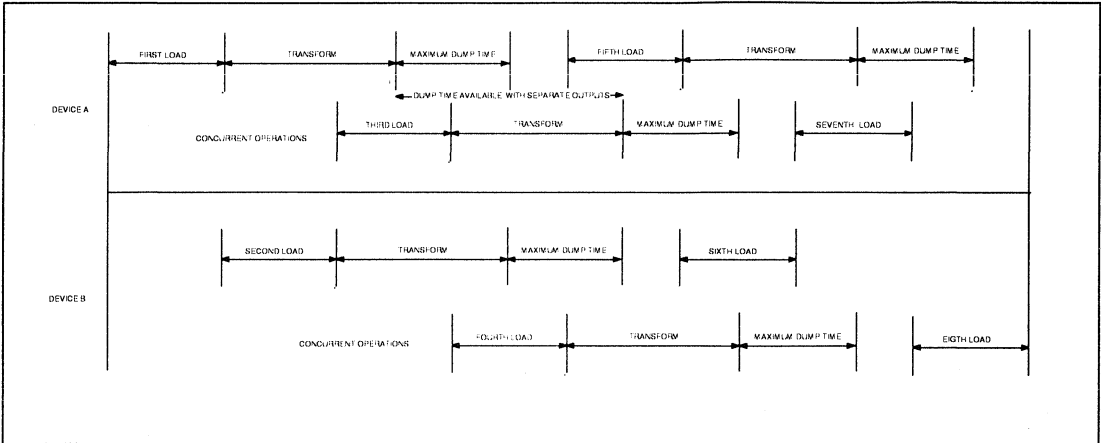 FIRST LOAD TRANSFORM MAXIMUM DUMP TIME FIFTH LOAD TRANSFORM MAXIMUM DUMP TIME
DUMP TIME AVAILABLE WITH SEPARATE OUTPUTS
DEVICE A
CONCURRENT OPERATIONS THIRD LOAD TRANSFORM MAXIMUM DUMP TIME SEVENTH LOAD
SECOND LOAD TRANSFORM MAXIMUM DUMP TIME SIXTH LOAD
DEVICE B
CONCURRENT OPERATIONS FOURTH LOAD TRANSFORM MAXIMUM DUMP TIME EIGTH LOAD